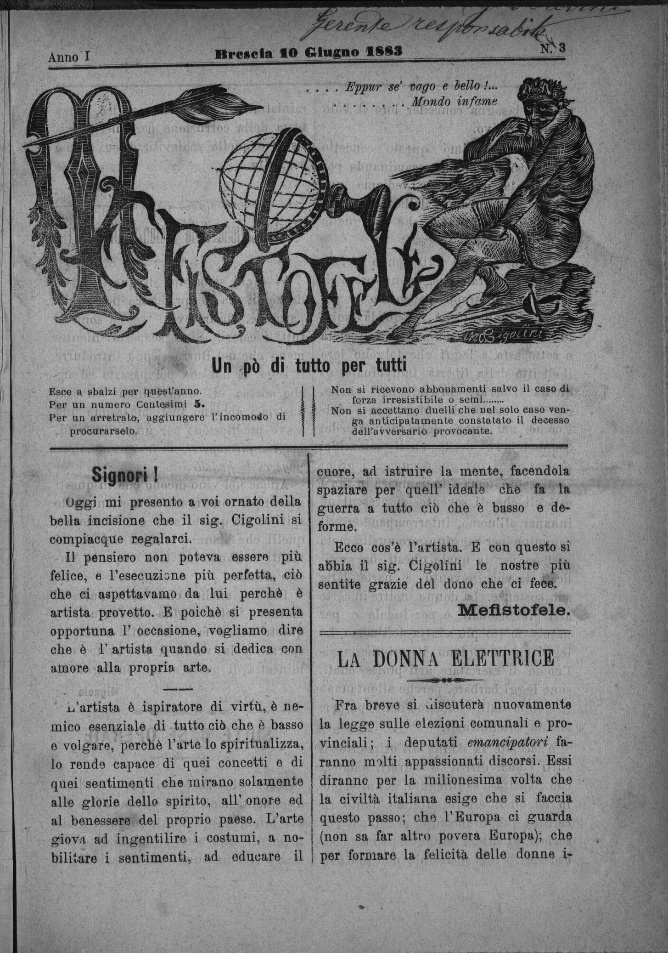 Gerente responsabile
Anno I
Brescia 10 Giugno 1883
N. 3
. . . . Eppur se' vago e bello !...
. . . . . . . . Mondo infame
MEFISTOFELE
Cigolini
Un pò di tutto per tutti
Esce a sbalzi per quest'anno.
Per un numero Centesimi 5.
Per un arretrato, aggiungere l'incomodo di
procurarselo.
Non si ricevono abbonamenti salvo il caso di
forza irresistibile o semi........
Non si accettano duelli che nel solo caso ven-
ga anticipatamente constatato il decesso
dell'avversario provocante.
Signori !
Oggi mi presento a voi ornato della
bella incisione che il sig. Cigolini si
compiacque regalarci.
Il pensiero non poteva essere più
felice, e l'esecuzione più perfetta, ciò
che ci aspettavamo da lui perchè è
artista provetto. E poichè si presenta
opportuna l' occasione, vogliamo dire
che è l' artista quando si dedica con
amore alla propria arte.
L'artista è ispiratore di virtù, è ne-
mico esenziale di tutto ciò che è basso
e volgare, perchè l'arte lo spiritualizza,
lo rende capace di quei concetti e di
quei sentimenti che mirano solamente
alle glorie dello spirito, all' onore ed
al benessere del proprio paese. L'arte
giova ad ingentilire i costumi, a no-
bilitare i sentimenti, ad educare il
cuore, ad istruire la mente, facendola
spaziare per quell' ideale che fa la
guerra a tutto ciò che è basso e de-
forme.
Ecco cos'è l'artista. E con questo si
abbia il sig. Cigolini le nostre più
sentite grazie del dono che ci fece.
Mefistofele.
LA DONNA ELETTRICE
Fra breve si discuterà nuovamente
la legge sulle elezioni comunali e pro-
vinciali; i deputati emancipatori fa-
ranno molti appassionati discorsi. Essi
diranno per la milionesima volta che
la civiltà italiana esige che si faccia
questo passo; che l'Europa ci guarda
(non sa far altro povera Europa); che
per formare la felicità delle donne i-